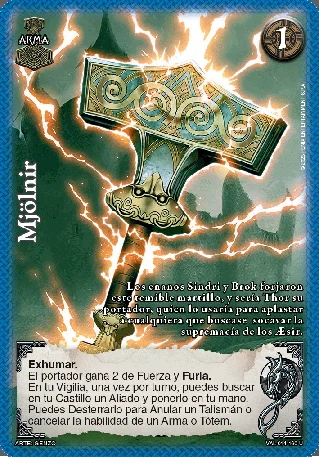 ARMA
1
Mjölnir
Los enanos Sindri y Brok forjaron
este temible martillo, y sería Thor su
portador, quien lo usaría para aplastar
a cualquiera que buscase socavar la
supremacía de los Æsir.
Exhumar.
El portador gana 2 de Fuerza y Furia.
En tu Vigilia, una vez por turno, puedes buscar
en tu Castillo un Aliado y ponerlo en tu mano.
Puedes Desterrarlo para Anular un Talismán o
cancelar la habilidad de un Arma o Tótem.